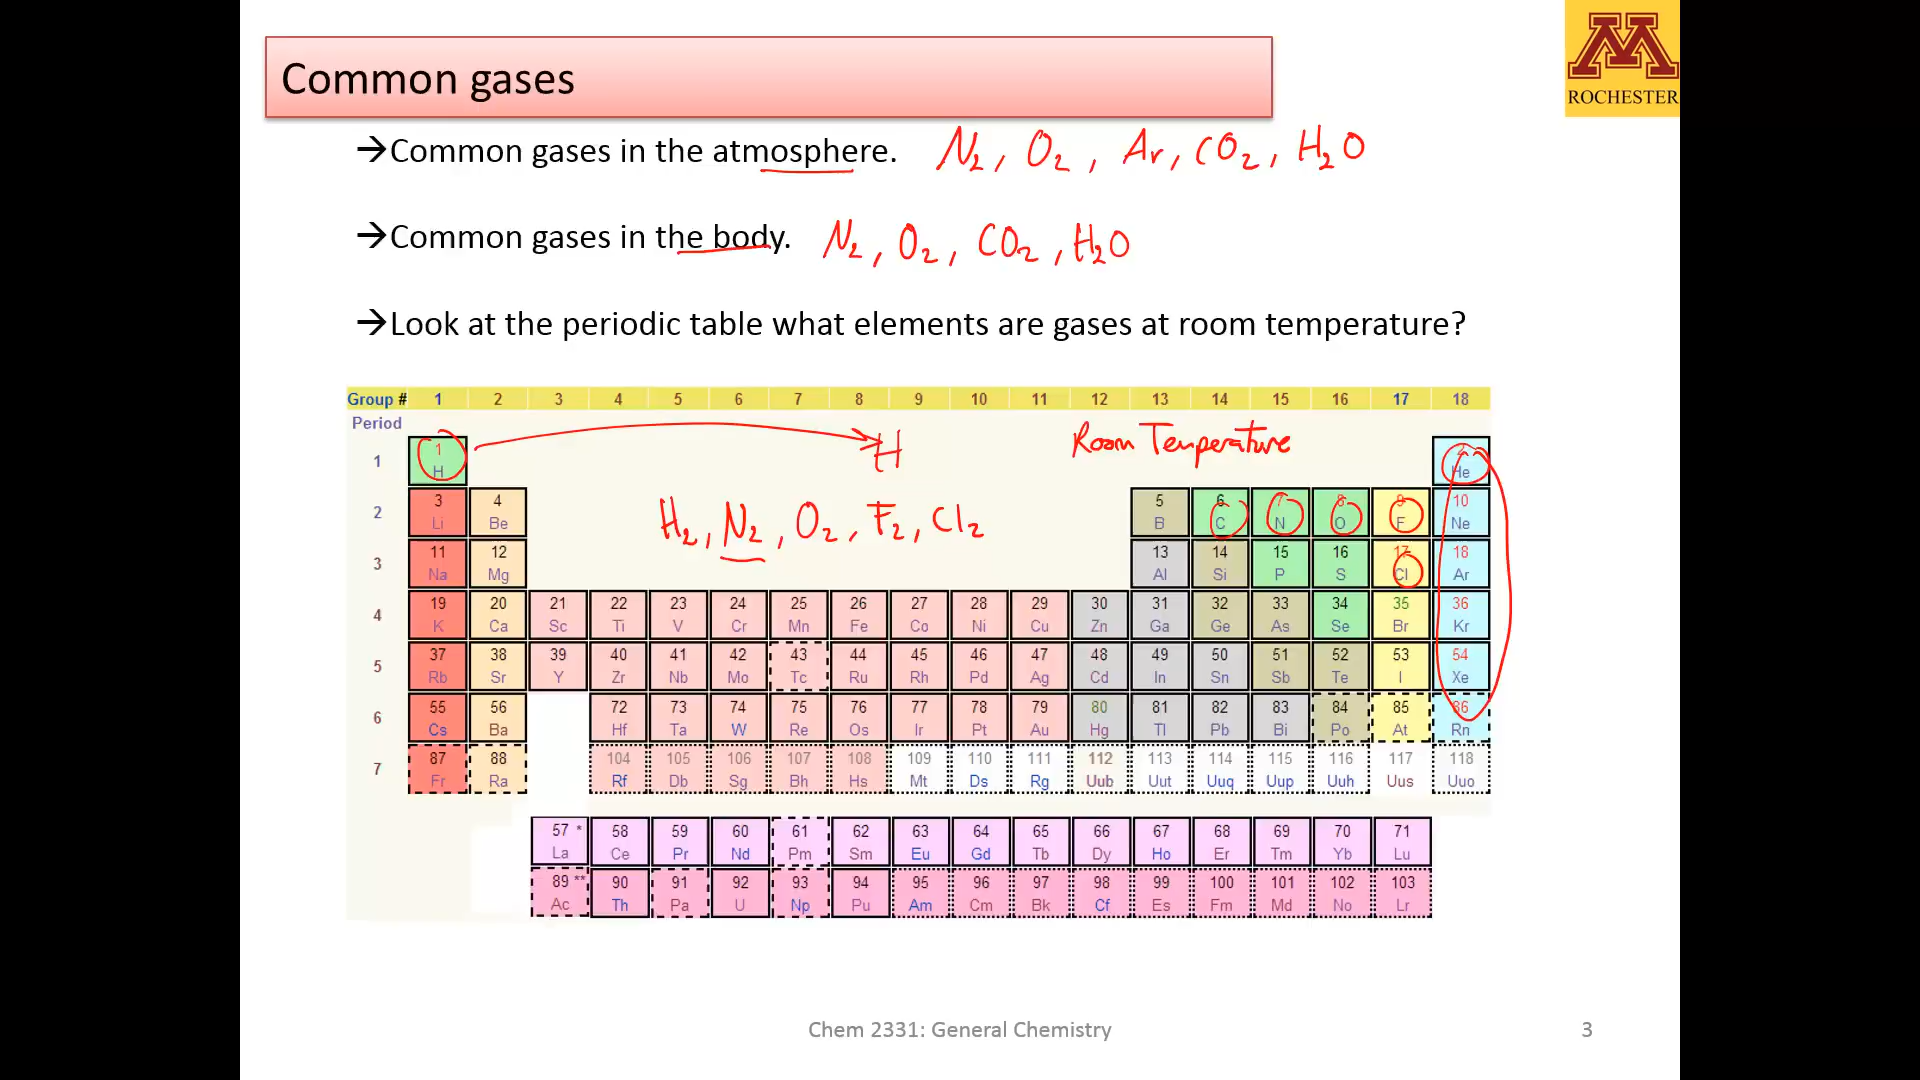 Common gases
M
ROCHESTER
→Common gases in the atmosphere. N₂, O₂, Ar, CO₂, H₂O
→Common gases in the body. N₂, O₂, CO₂, H₂O
→Look at the periodic table what elements are gases at room temperature?
Group # 1 2 3 4 5 6 7 8 9 10 11 12 13 14 15 16 17 18
Period
H Room Temperature
1 1 H 2 He
H₂, N₂, O₂, F₂, Cl₂
2 3 Li 4 Be 5 B 6 C 7 N 8 O 9 F 10 Ne
3 11 Na 12 Mg 13 Al 14 Si 15 P 16 S 17 Cl 18 Ar
4 19 K 20 Ca 21 Sc 22 Ti 23 V 24 Cr 25 Mn 26 Fe 27 Co 28 Ni 29 Cu 30 Zn 31 Ga 32 Ge 33 As 34 Se 35 Br 36 Kr
5 37 Rb 38 Sr 39 Y 40 Zr 41 Nb 42 Mo 43 Tc 44 Ru 45 Rh 46 Pd 47 Ag 48 Cd 49 In 50 Sn 51 Sb 52 Te 53 I 54 Xe
6 55 Cs 56 Ba 72 Hf 73 Ta 74 W 75 Re 76 Os 77 Ir 78 Pt 79 Au 80 Hg 81 Tl 82 Pb 83 Bi 84 Po 85 At 86 Rn
7 87 Fr 88 Ra 104 Rf 105 Db 106 Sg 107 Bh 108 Hs 109 Mt 110 Ds 111 Rg 112 Uub 113 Uut 114 Uuq 115 Uup 116 Uuh 117 Uus 118 Uuo
57 * La 58 Ce 59 Pr 60 Nd 61 Pm 62 Sm 63 Eu 64 Gd 65 Tb 66 Dy 67 Ho 68 Er 69 Tm 70 Yb 71 Lu
89 ** Ac 90 Th 91 Pa 92 U 93 Np 94 Pu 95 Am 96 Cm 97 Bk 98 Cf 99 Es 100 Fm 101 Md 102 No 103 Lr
Chem 2331: General Chemistry 3